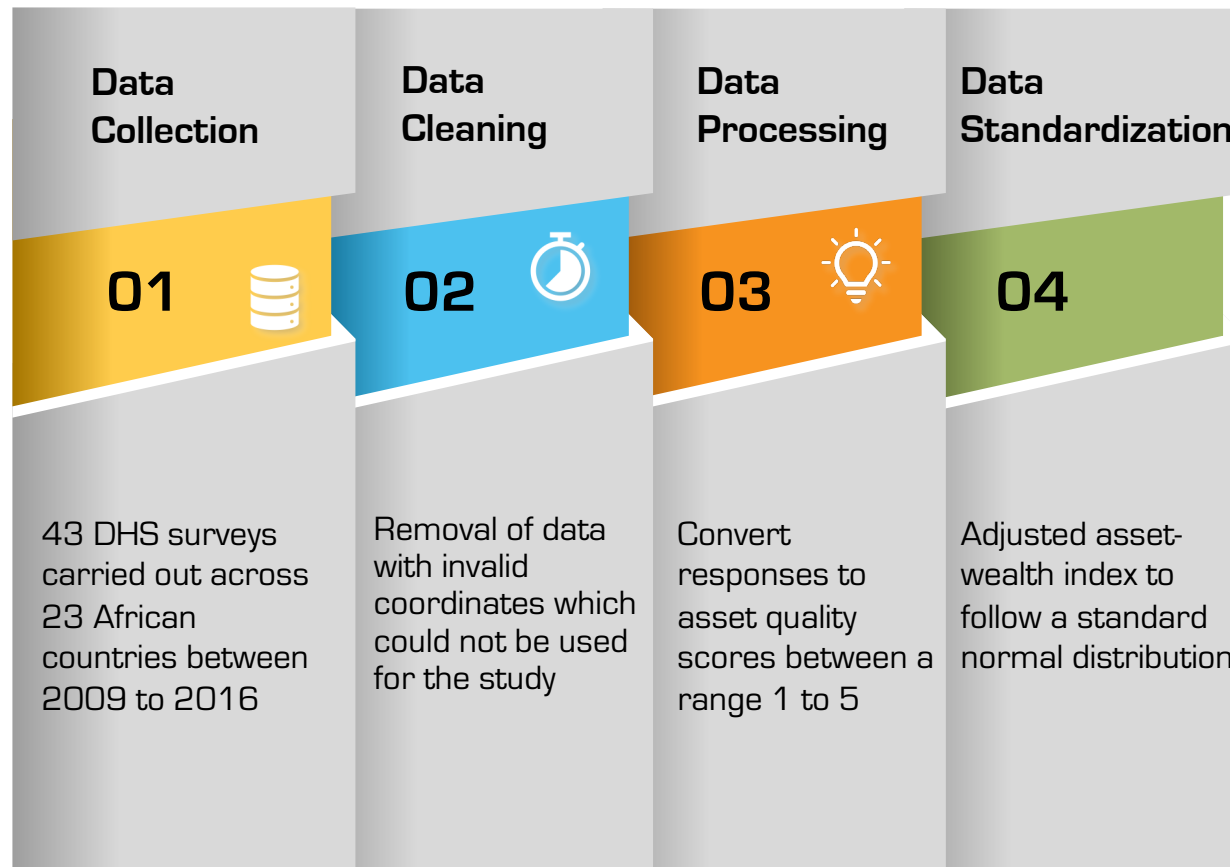 Data
Collection
01
43 DHS surveys
carried out across
23 African
countries between
2009 to 2016
Data
Cleaning
02
Removal of data
with invalid
coordinates which
could not be used
for the study
Data
Processing
03
Convert
responses to
asset quality
scores between a
range 1 to 5
Data
Standardization
04
Adjusted asset-
wealth index to
follow a standard
normal distribution